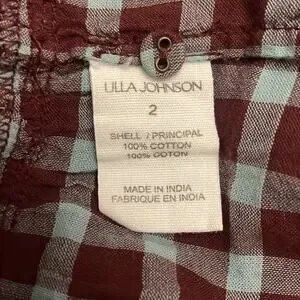 ULLA JOHNSON
2
SHELL / PRINCIPAL
100% COTTON
100% COTON
MADE IN INDIA
FABRIQUE EN INDIA